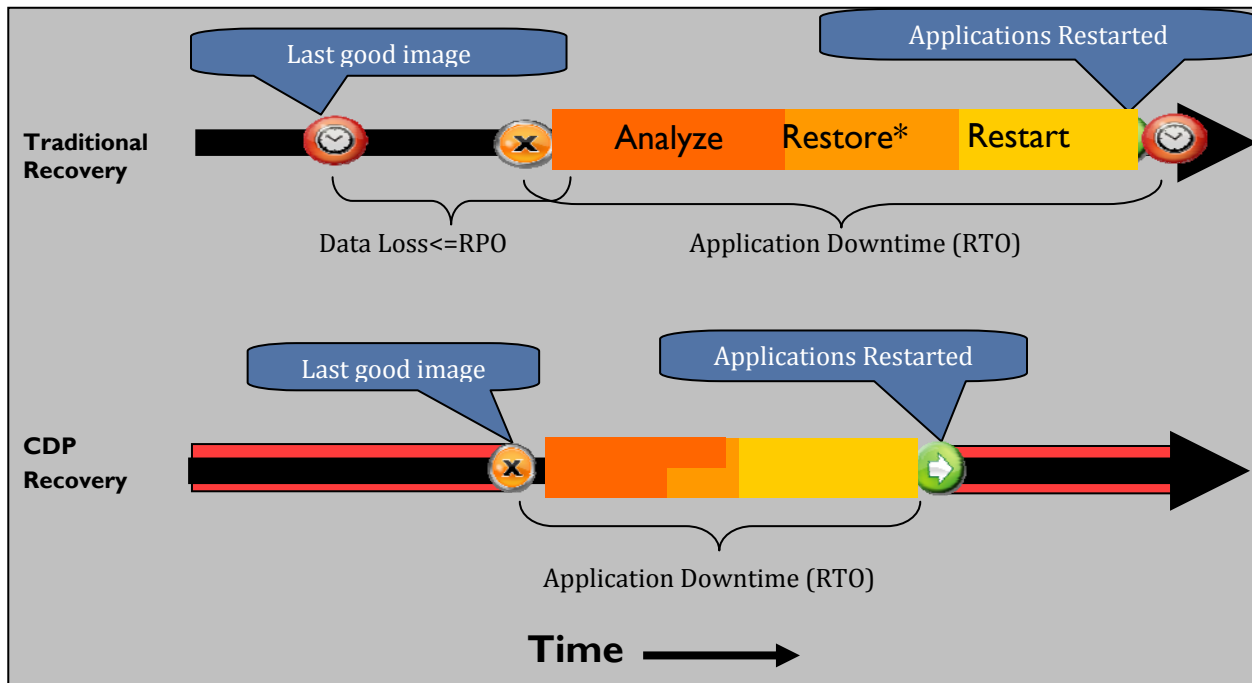 Last good image
Applications Restarted
Traditional
Recovery
x
Analyze
Restore*
Restart
Data Loss<=RPO
Application Downtime (RTO)
Last good image
Applications Restarted
CDP
Recovery
x
Application Downtime (RTO)
Time